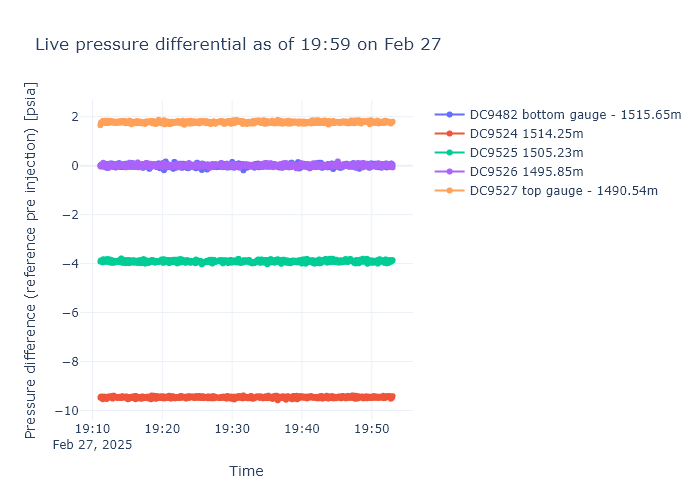 Live pressure differential as of 19:59 on Feb 27
Pressure difference (reference pre injection) [psia]
2
0
−2
−4
−6
−8
−10
19:10
Feb 27, 2025
19:20
19:30
19:40
19:50
Time
DC9482 bottom gauge - 1515.65m
DC9524 1514.25m
DC9525 1505.23m
DC9526 1495.85m
DC9527 top gauge - 1490.54m